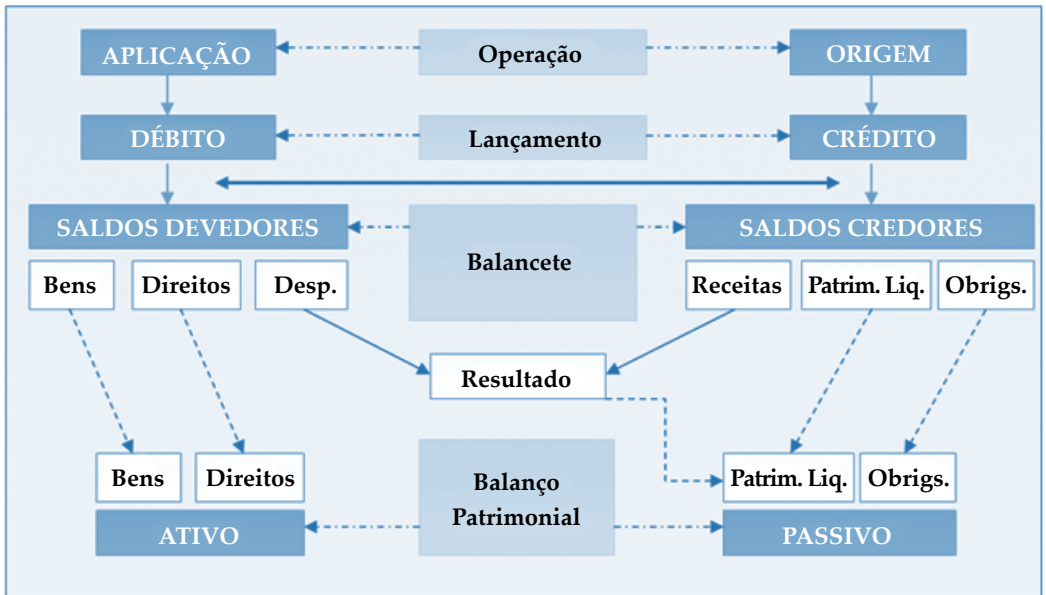 APLICAÇÃO Operação ORIGEM
DÉBITO Lançamento CRÉDITO
SALDOS DEVEDORES SALDOS CREDORES
Balancete
Bens Direitos Desp. Receitas Patrim. Liq. Obrigs.
Resultado
Bens Direitos Patrim. Liq. Obrigs.
Balanço
Patrimonial
ATIVO PASSIVO